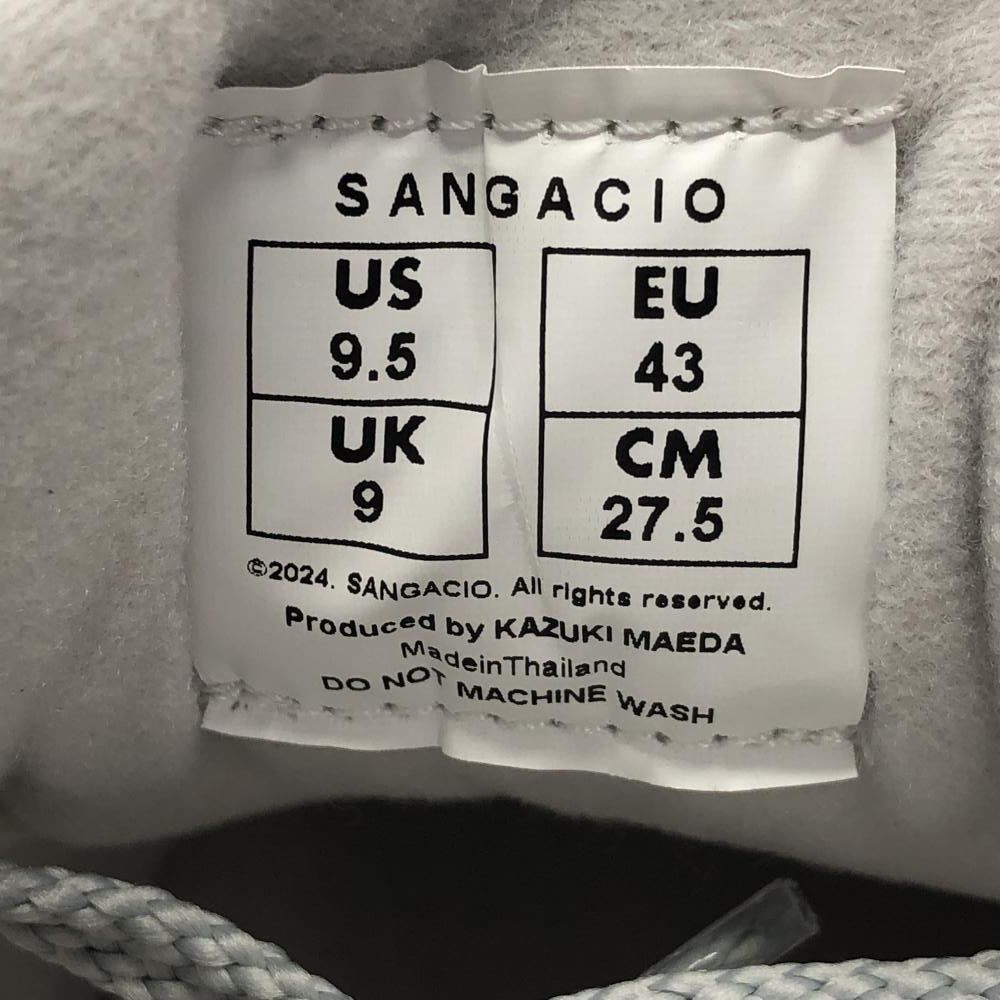 SANGACIO
US
9.5
UK
9
EU
43
CM
27.5
©2024. SANGACIO. All rights reserved.
Produced by KAZUKI MAEDA
MadeinThailand
DO NOT MACHINE WASH